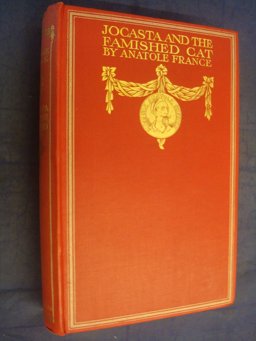 JOCASTA AND THE
FAMISHED CAT
BY ANATOLE FRANCE